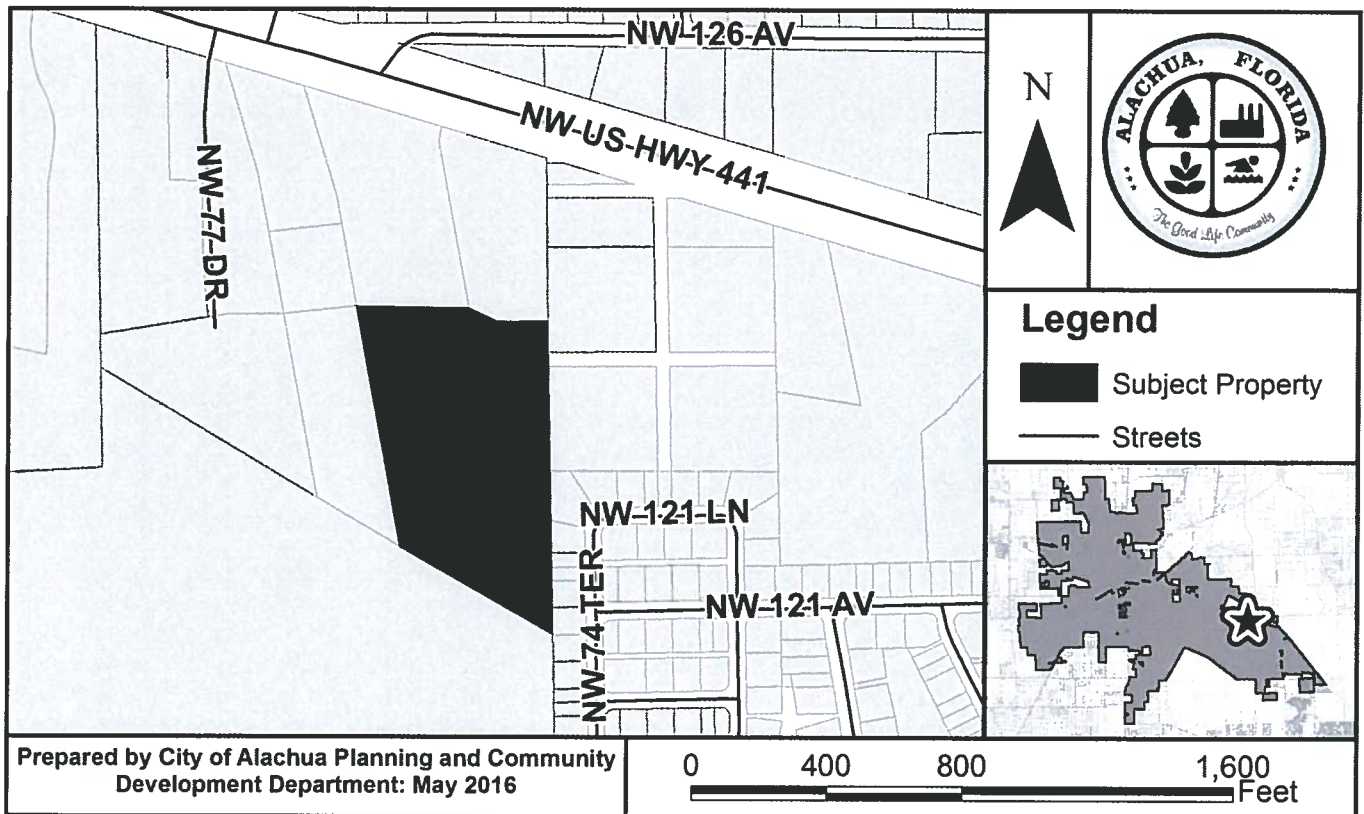 NW-126-AV
NW-US-HWY-441
NW-77-DR
NW-121-LN
NW-121-AV
NW-74-TER
N
ALACHUA, FLORIDA
The Good Life Community
Legend
Subject Property
Streets
Prepared by City of Alachua Planning and Community
Development Department: May 2016
0 400 800 1,600
Feet